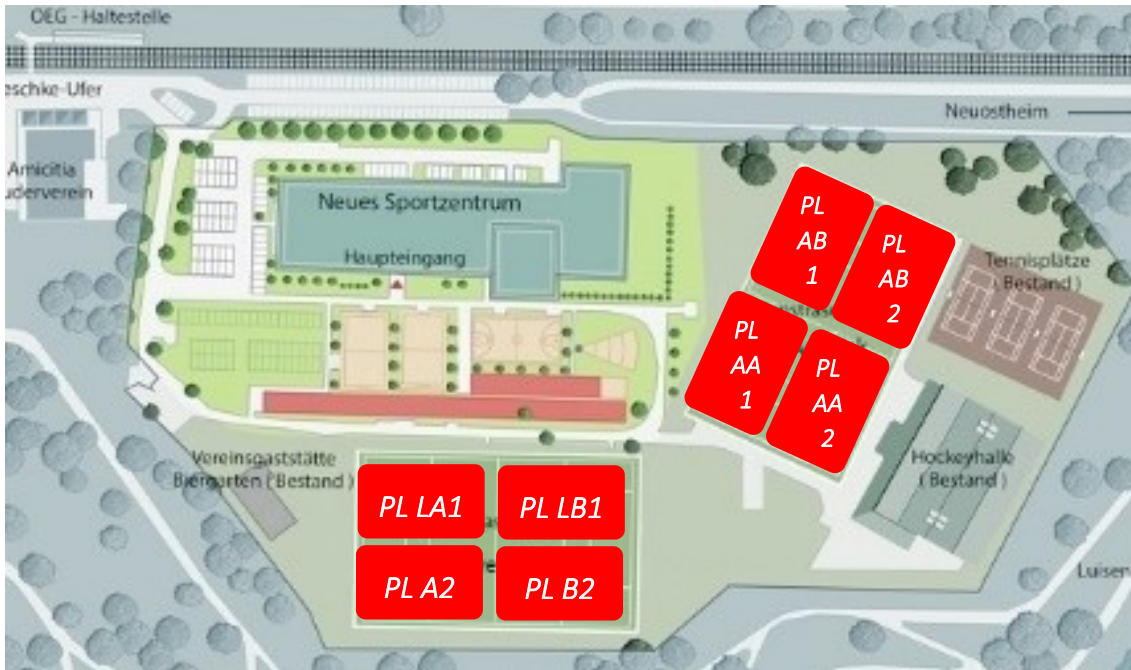 OEG - Haltestelle
eschke-Ufer
Neuostheim
Amicitia
uderverein
Neues Sportzentrum
Haupteingang
PL
AB
1
PL
AB
2
Tennisplätze
( Bestand )
PL
AA
1
PL
AA
2
Vereinsgaststätte
Biergarten ( Bestand )
Hockeyhalle
( Bestand )
PL LA1
PL LB1
PL A2
PL B2
Luisen